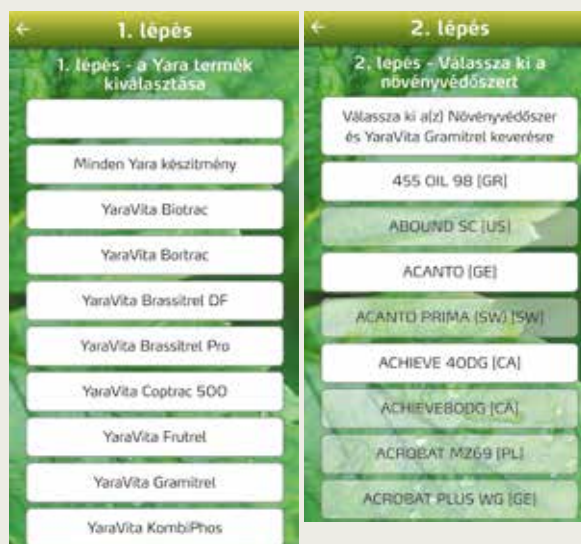 1. lépés
1. lépés - a Yara termék
kiválasztása
Minden Yara készítmény
YaraVita Biotrac
YaraVita Bortrac
YaraVita Brassitrel DF
YaraVita Brassitrel Pro
YaraVita Coptrac 500
YaraVita Frutrel
YaraVita Gramitrel
YaraVita KombiPhos
2. lépés
2. lépés - Válassza ki a
növényvédőszert
Válassza ki a(z) Növényvédőszer
és YaraVita Gramitrel keverésre
455 OIL 98 [GR]
ABOUND SC [US]
ACANTO [GE]
ACANTO PRIMA (SW) [SW]
ACHIEVE 40DG [CA]
ACHIEVE80DG [CA]
ACROBAT MZ69 [PL]
ACROBAT PLUS WG [GE]